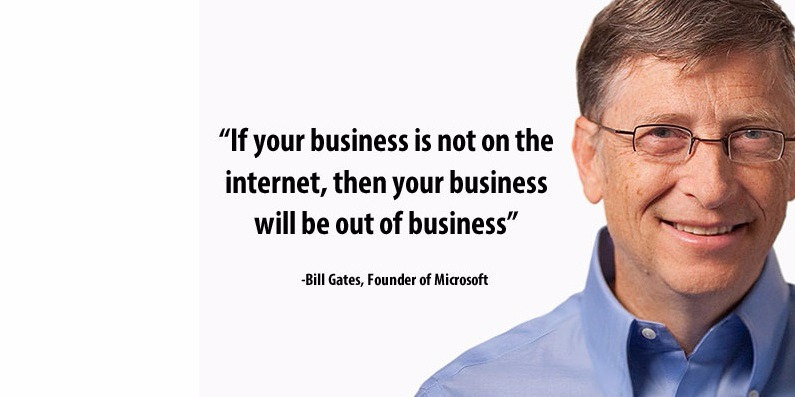 “If your business is not on the
internet, then your business
will be out of business”
-Bill Gates, Founder of Microsoft